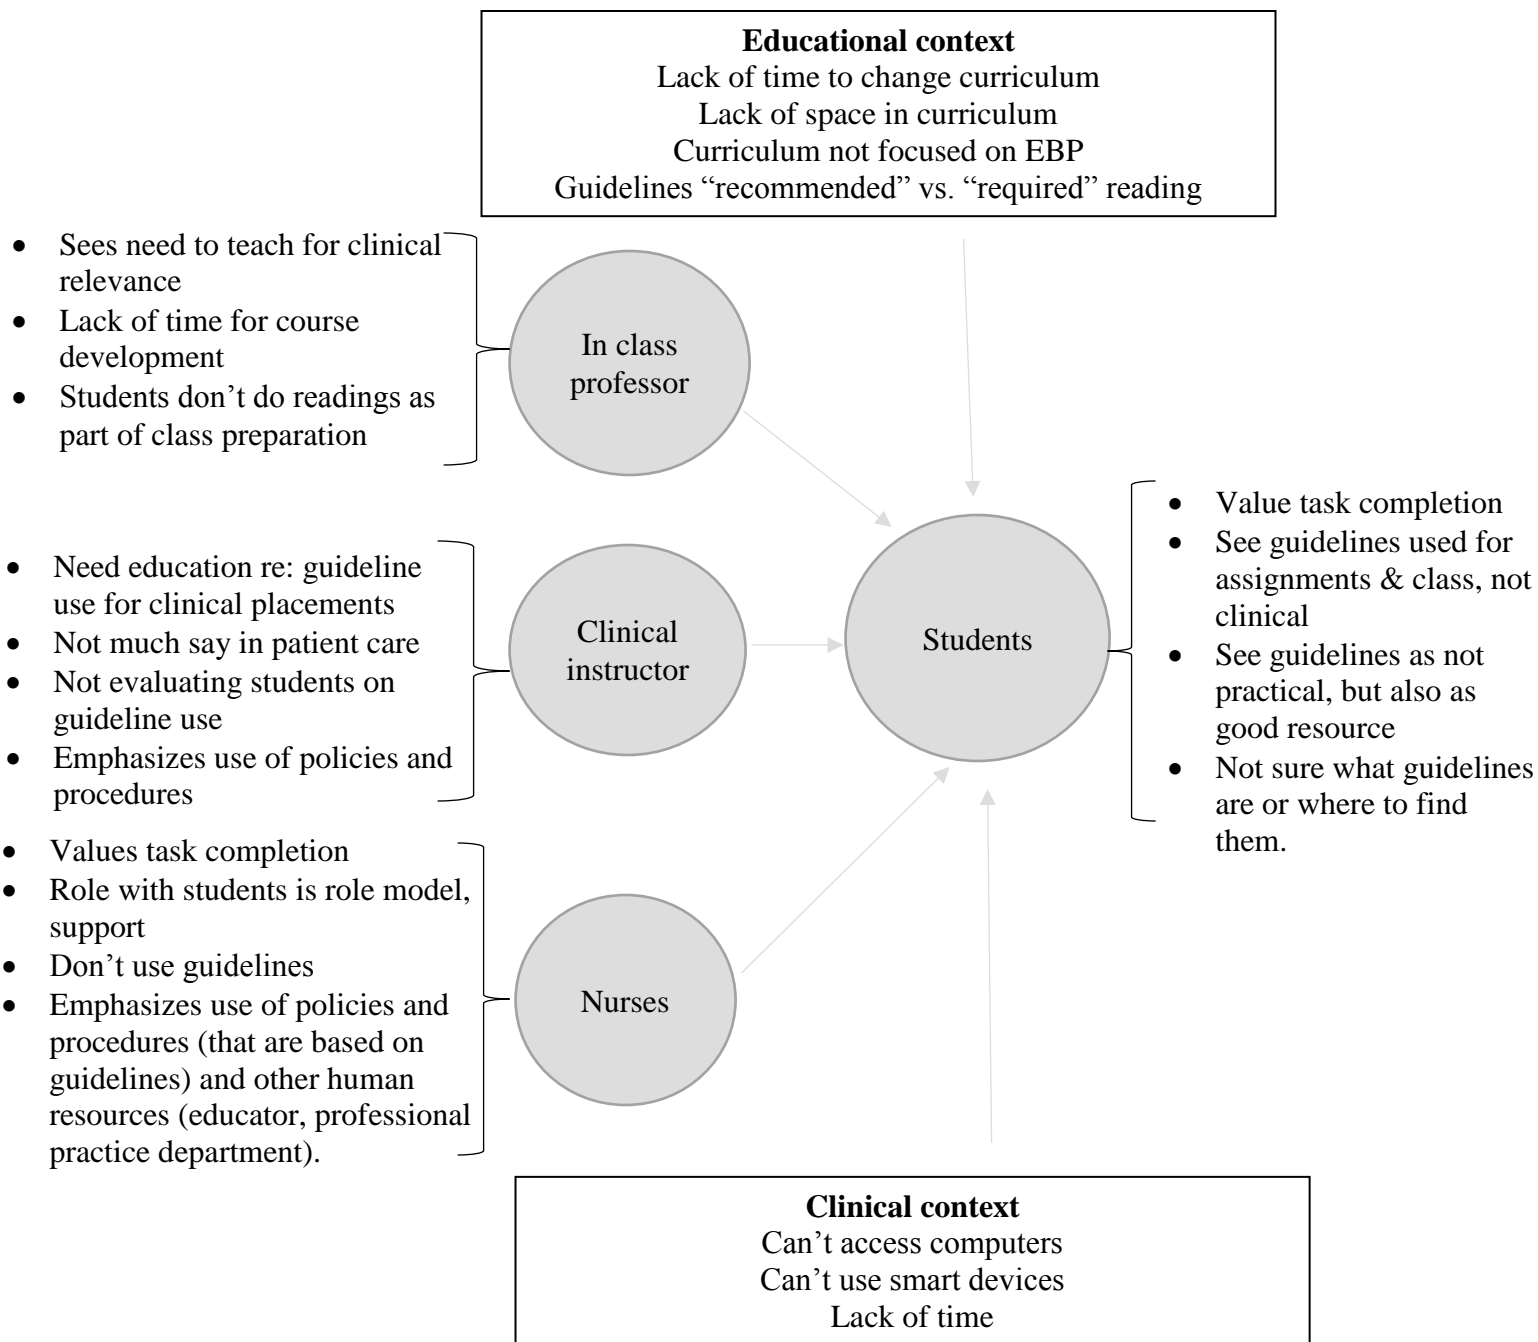 Educational context
Lack of time to change curriculum
Lack of space in curriculum
Curriculum not focused on EBP
Guidelines “recommended” vs. “required” reading
• Sees need to teach for clinical
relevance
• Lack of time for course
development
• Students don’t do readings as
part of class preparation
In class
professor
• Need education re: guideline
use for clinical placements
• Not much say in patient care
• Not evaluating students on
guideline use
• Emphasizes use of policies and
procedures
Clinical
instructor
Students
• Value task completion
• See guidelines used for
assignments & class, not
clinical
• See guidelines as not
practical, but also as
good resource
• Not sure what guidelines
are or where to find
them.
• Values task completion
• Role with students is role model,
support
• Don’t use guidelines
• Emphasizes use of policies and
procedures (that are based on
guidelines) and other human
resources (educator, professional
practice department).
Nurses
Clinical context
Can’t access computers
Can’t use smart devices
Lack of time